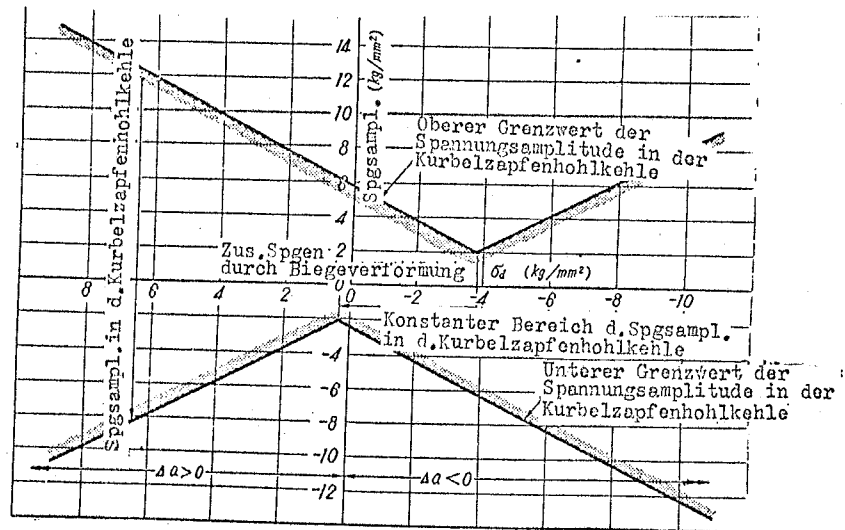 Spgsampl. in d. Kurbelzapfenhohlkehle
Spgsampl. (kg/mm²)
14
12
10
8
6
4
2
Oberer Grenzwert der
Spannungsamplitude in der
Kurbelzapfenhohlkehle
Zus. Spgen
durch Biegeverformung
σd (kg/mm²)
8 6 4 2 0 0 -2 -4 -6 -8 -10
Konstanter Bereich d. Spgsampl.
in d. Kurbelzapfenhohlkehle
-4
-6
-8
-10
-12
Unterer Grenzwert der
Spannungsamplitude in der
Kurbelzapfenhohlkehle
Δa>0
Δa<0